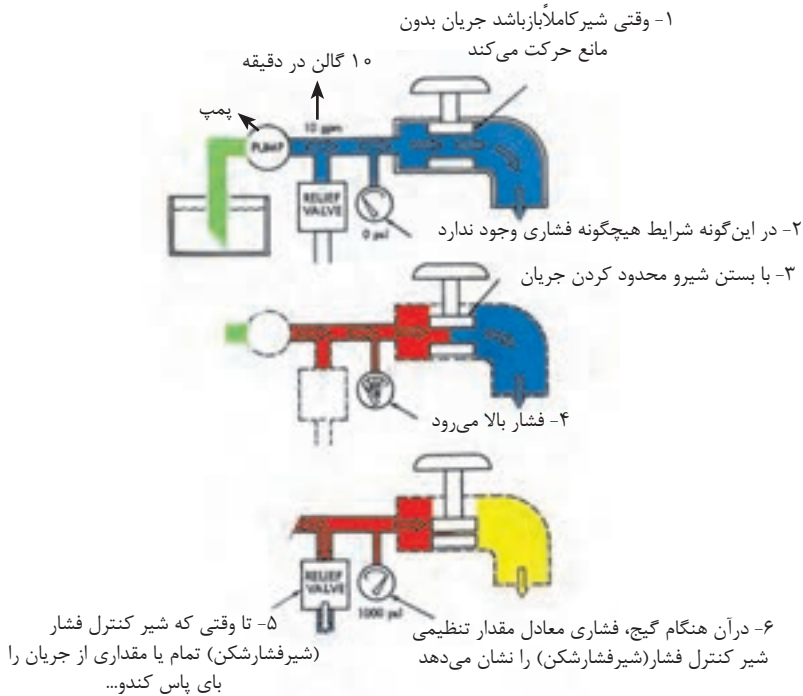 ۱- وقتی شیرکاملاًبازباشد جریان بدون
مانع حرکت می‌کند
۱۰ گالن در دقیقه
پمپ
10 gpm
PUMP
RELIEF
VALVE
0 psi
۲- در این‌گونه شرایط هیچگونه فشاری وجود ندارد
۳- با بستن شیرو محدود کردن جریان
۴- فشار بالا می‌رود
RELIEF
VALVE
1000 psi
۵- تا وقتی که شیر کنترل فشار
(شیرفشارشکن) تمام یا مقداری از جریان را
بای پاس کندو...
۶- درآن هنگام گیج، فشاری معادل مقدار تنظیمی
شیر کنترل فشار(شیرفشارشکن) را نشان می‌دهد